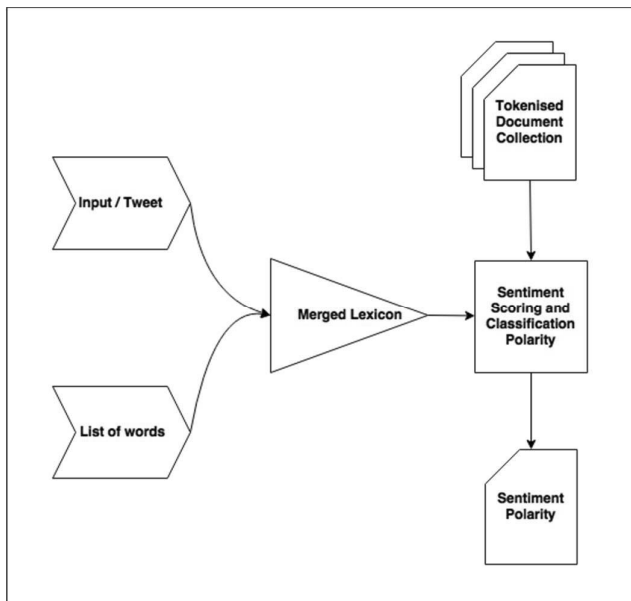 Tokenised
Document
Collection
Input / Tweet
Merged Lexicon
Sentiment
Scoring and
Classification
Polarity
List of words
Sentiment
Polarity